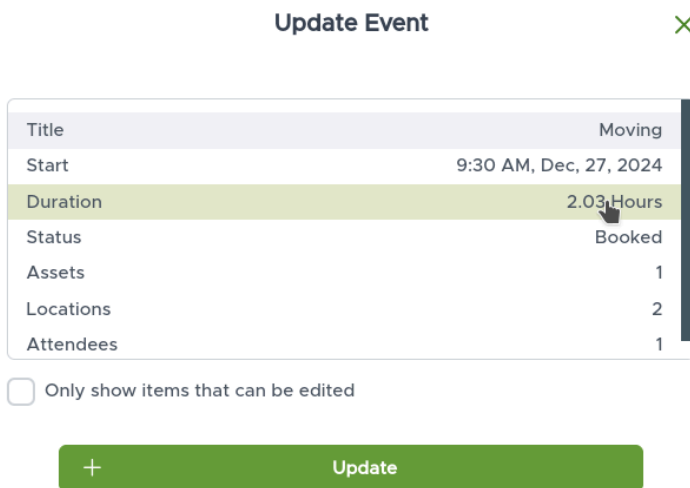 Update Event
Title Moving
Start 9:30 AM, Dec, 27, 2024
Duration 2.03 Hours
Status Booked
Assets 1
Locations 2
Attendees 1
Only show items that can be edited
+ Update